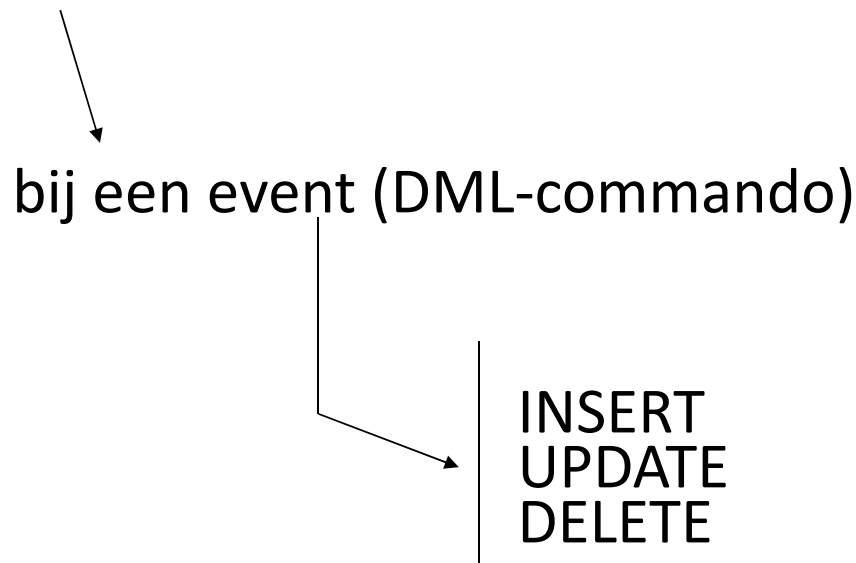 bij een event (DML-commando)
INSERT
UPDATE
DELETE